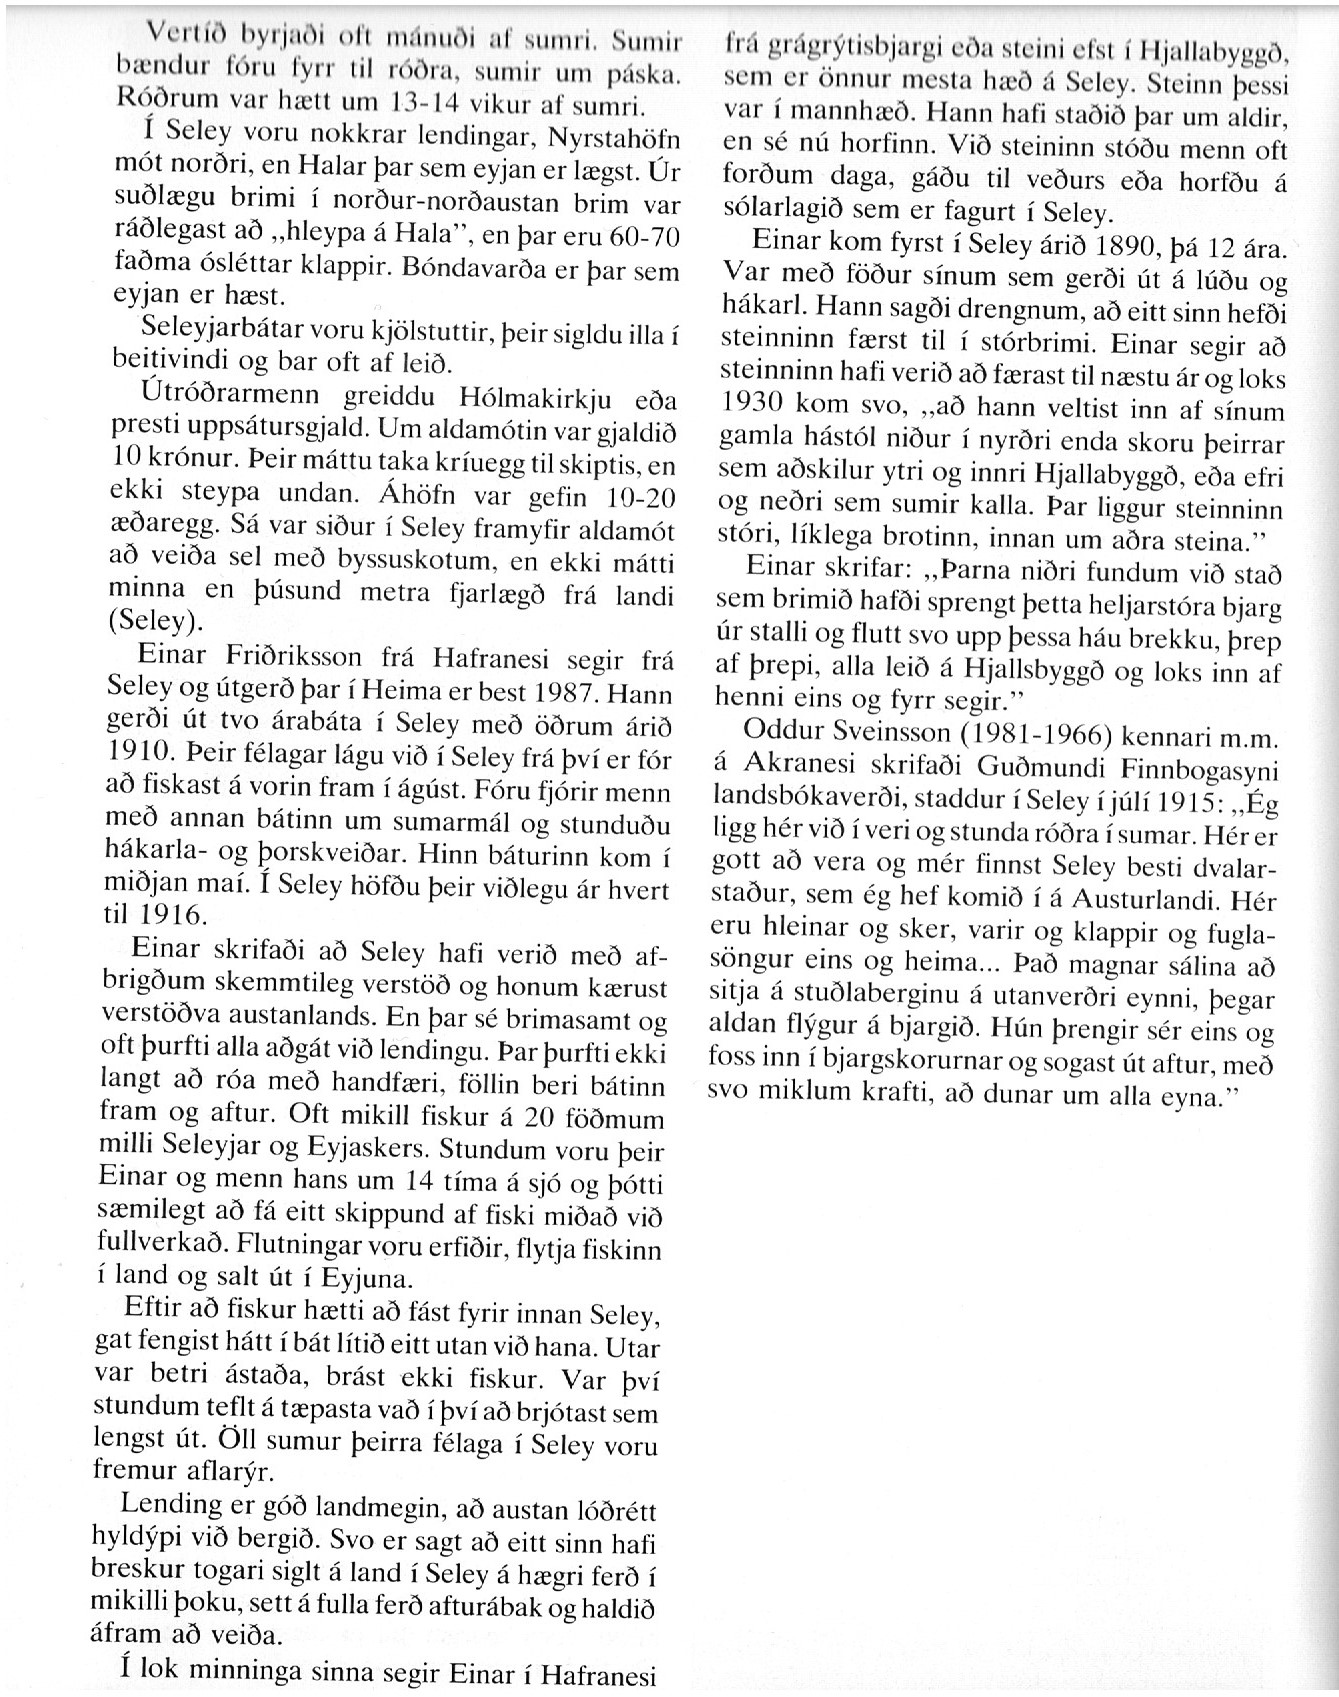 Vertíð byrjaði oft mánuði af sumri. Sumir
bændur fóru fyrr til róðra, sumir um páska.
Róðrum var hætt um 13-14 vikur af sumri.
Í Seley voru nokkrar lendingar, Nyrstahöfn
mót norðri, en Halar þar sem eyjan er lægst. Úr
suðlægu brimi í norður-norðaustan brim var
ráðlegast að ,,hleypa á Hala”, en þar eru 60-70
faðma ósléttar klappir. Bóndavarða er þar sem
eyjan er hæst.
Seleyjarbátar voru kjölstuttir, þeir sigldu illa í
beitivindi og bar oft af leið.
Útróðrarmenn greiddu Hólmakirkju eða
presti uppsátursgjald. Um aldamótin var gjaldið
10 krónur. Þeir máttu taka kríuegg til skiptis, en
ekki steypa undan. Áhöfn var gefin 10-20
æðaregg. Sá var siður í Seley framyfir aldamót
að veiða sel með byssuskotum, en ekki mátti
minna en þúsund metra fjarlægð frá landi
(Seley).
Einar Friðriksson frá Hafranesi segir frá
Seley og útgerð þar í Heima er best 1987. Hann
gerði út tvo árabáta í Seley með öðrum árið
1910. Þeir félagar lágu við í Seley frá því er fór
að fiskast á vorin fram í ágúst. Fóru fjórir menn
með annan bátinn um sumarmál og stunduðu
hákarla- og þorskveiðar. Hinn báturinn kom í
miðjan maí. Í Seley höfðu þeir viðlegu ár hvert
til 1916.
Einar skrifaði að Seley hafi verið með af-
brigðum skemmtileg verstöð og honum kærust
verstöðva austanlands. En þar sé brimasamt og
oft þurfti alla aðgát við lendingu. Þar þurfti ekki
langt að róa með handfæri, föllin beri bátinn
fram og aftur. Oft mikill fiskur á 20 föðmum
milli Seleyjar og Eyjaskers. Stundum voru þeir
Einar og menn hans um 14 tíma á sjó og þótti
sæmilegt að fá eitt skippund af fiski miðað við
fullverkað. Flutningar voru erfiðir, flytja fiskinn
í land og salt út í Eyjuna.
Eftir að fiskur hætti að fást fyrir innan Seley,
gat fengist hátt í bát lítið eitt utan við hana. Utar
var betri ástaða, brást ekki fiskur. Var því
stundum teflt á tæpasta vað í því að brjótast sem
lengst út. Öll sumur þeirra félaga í Seley voru
fremur aflarýr.
Lending er góð landmegin, að austan lóðrétt
hyldýpi við bergið. Svo er sagt að eitt sinn hafi
breskur togari siglt á land í Seley á hægri ferð í
mikilli þoku, sett á fulla ferð afturábak og haldið
áfram að veiða.
Í lok minninga sinna segir Einar í Hafranesi
frá grágrýtisbjargi eða steini efst í Hjallabyggð,
sem er önnur mesta hæð á Seley. Steinn þessi
var í mannhæð. Hann hafi staðið þar um aldir,
en sé nú horfinn. Við steininn stóðu menn oft
forðum daga, gáðu til veðurs eða horfðu á
sólarlagið sem er fagurt í Seley.
Einar kom fyrst í Seley árið 1890, þá 12 ára.
Var með föður sínum sem gerði út á lúðu og
hákarl. Hann sagði drengnum, að eitt sinn hefði
steinninn færst til í stórbrimi. Einar segir að
steinninn hafi verið að færast til næstu ár og loks
1930 kom svo, ,,að hann veltist inn af sínum
gamla hástól niður í nyrðri enda skoru þeirrar
sem aðskilur ytri og innri Hjallabyggð, eða efri
og neðri sem sumir kalla. Þar liggur steinninn
stóri, líklega brotinn, innan um aðra steina.”
Einar skrifar: ,,Þarna niðri fundum við stað
sem brimið hafði sprengt þetta heljarstóra bjarg
úr stalli og flutt svo upp þessa háu brekku, þrep
af þrepi, alla leið á Hjallsbyggð og loks inn af
henni eins og fyrr segir.”
Oddur Sveinsson (1981-1966) kennari m.m.
á Akranesi skrifaði Guðmundi Finnbogasyni
landsbókaverði, staddur í Seley í júlí 1915: ,,Ég
ligg hér við í veri og stunda róðra í sumar. Hér er
gott að vera og mér finnst Seley besti dvalar-
staður, sem ég hef komið í á Austurlandi. Hér
eru hleinar og sker, varir og klappir og fugla-
söngur eins og heima... Það magnar sálina að
sitja á stuðlaberginu á utanverðri eynni, þegar
aldan flýgur á bjargið. Hún þrengir sér eins og
foss inn í bjargskorurnar og sogast út aftur, með
svo miklum krafti, að dunar um alla eyna.”